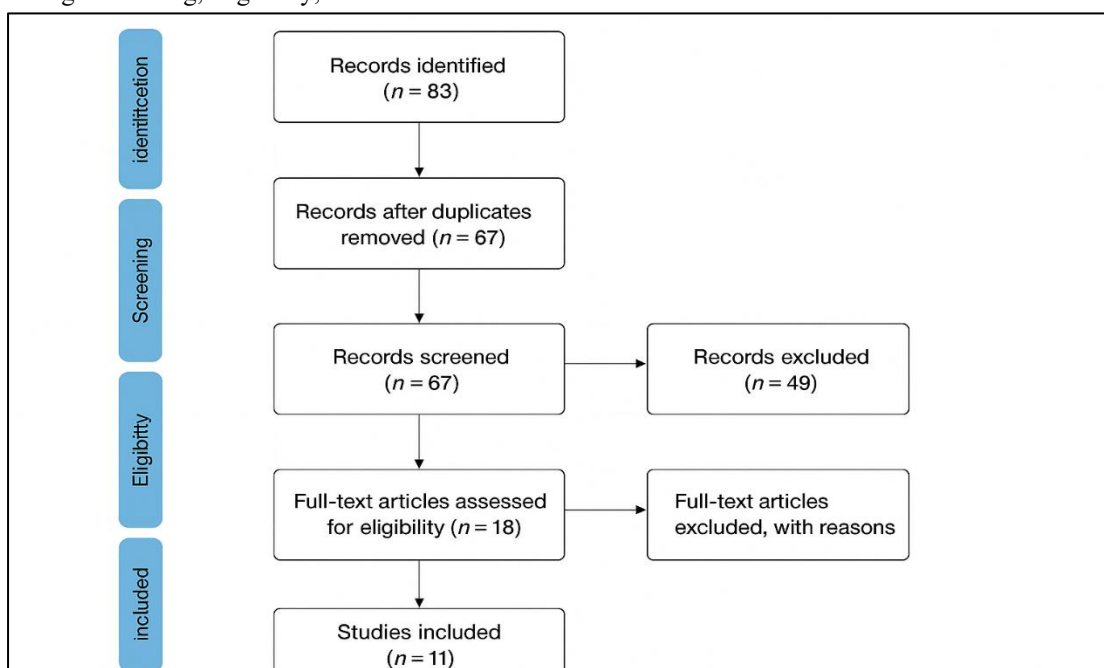 identlitcetion
Records identified
(n = 83)
Records after duplicates
removed (n = 67)
Screening
Records screened
(n = 67)
Records excluded
(n = 49)
Eligibitty
Full-text articles assessed
for eligibility (n = 18)
Full-text articles
excluded, with reasons
included
Studies included
(n = 11)